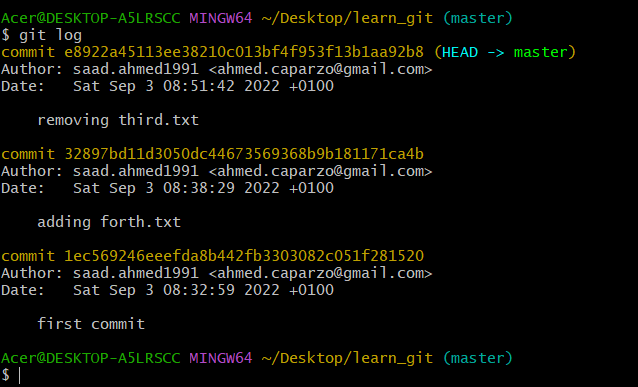 Acer@DESKTOP-A5LRSCC MINGW64 ~/Desktop/learn_git (master)
$ git log
commit e8922a45113ee38210c013bf4f953f13b1aa92b8 (HEAD -> master)
Author: saad.ahmed1991 <ahmed.caparzo@gmail.com>
Date:   Sat Sep 3 08:51:42 2022 +0100
    removing third.txt
commit 32897bd11d3050dc44673569368b9b181171ca4b
Author: saad.ahmed1991 <ahmed.caparzo@gmail.com>
Date:   Sat Sep 3 08:38:29 2022 +0100
    adding forth.txt
commit 1ec569246eeefda8b442fb3303082c051f281520
Author: saad.ahmed1991 <ahmed.caparzo@gmail.com>
Date:   Sat Sep 3 08:32:59 2022 +0100
    first commit
Acer@DESKTOP-A5LRSCC MINGW64 ~/Desktop/learn_git (master)
$